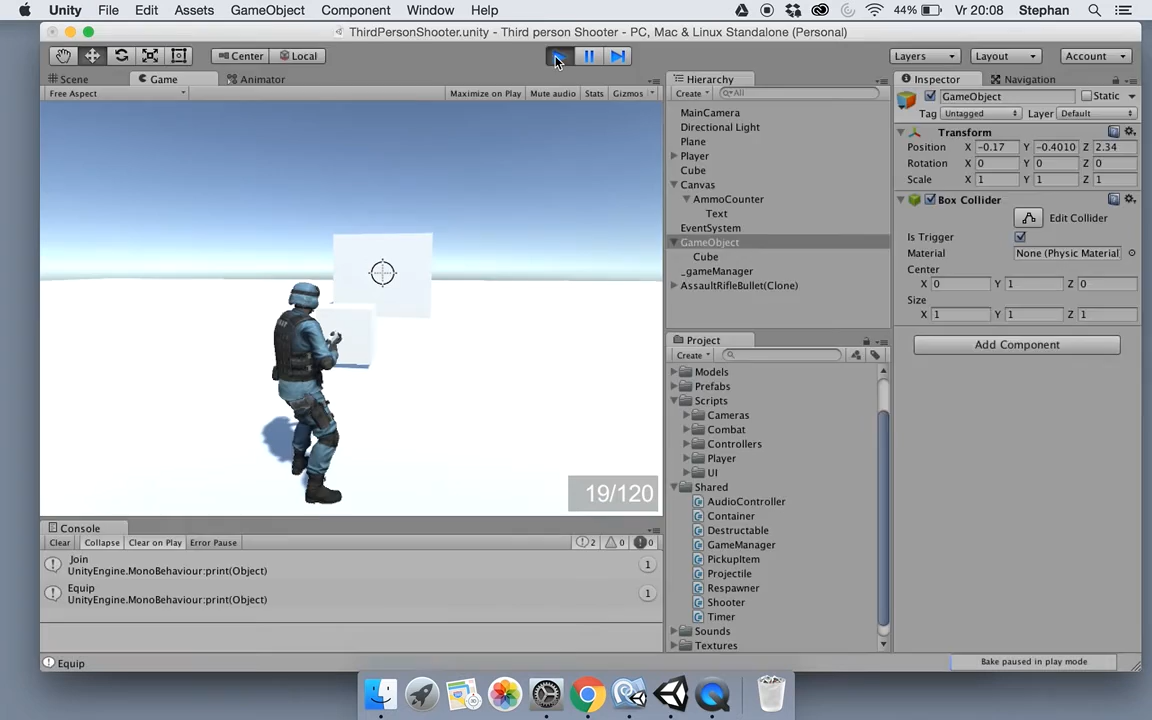 Unity File Edit Assets GameObject Component Window Help 44% Vr 20:08 Stephan
ThirdPersonShooter.unity - Third person Shooter - PC, Mac & Linux Standalone (Personal)
Center Local Layers Layout Account
Scene Game Animator
Free Aspect Maximize on Play Mute audio Stats Gizmos
19/120
Console
Clear Collapse Clear on Play Error Pause 2 0 0
Join
UnityEngine.MonoBehaviour:print(Object) 1
Equip
UnityEngine.MonoBehaviour:print(Object) 1
Equip
Hierarchy
Create All
MainCamera
Directional Light
Plane
Player
Cube
Canvas
AmmoCounter
Text
EventSystem
GameObject
Cube
_gameManager
AssaultRifleBullet(Clone)
Project
Create
Models
Prefabs
Scripts
Cameras
Combat
Controllers
Player
UI
Shared
AudioController
Container
Destructable
GameManager
PickupItem
Projectile
Respawner
Shooter
Timer
Sounds
Textures
Inspector Navigation
GameObject Static
Tag Untagged Layer Default
Transform
Position X -0.17 Y -0.4010 Z 2.34
Rotation X 0 Y 0 Z 0
Scale X 1 Y 1 Z 1
Box Collider
Edit Collider
Is Trigger
Material None (Physic Material
Center
X 0 Y 1 Z 0
Size
X 1 Y 1 Z 1
Add Component
Bake paused in play mode